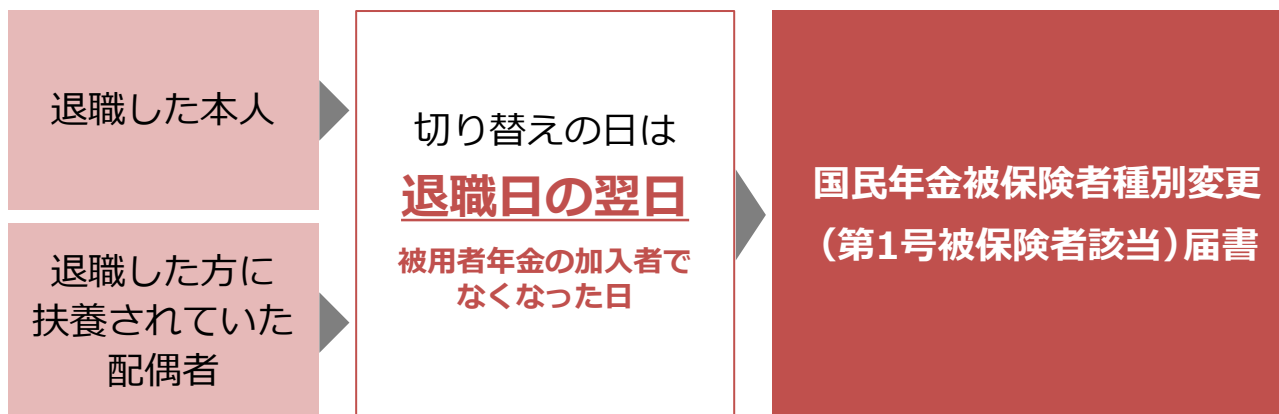 退職した本人
退職した方に
扶養されていた
配偶者
切り替えの日は
退職日の翌日
被用者年金の加入者で
なくなった日
国民年金被保険者種別変更
（第1号被保険者該当）届書